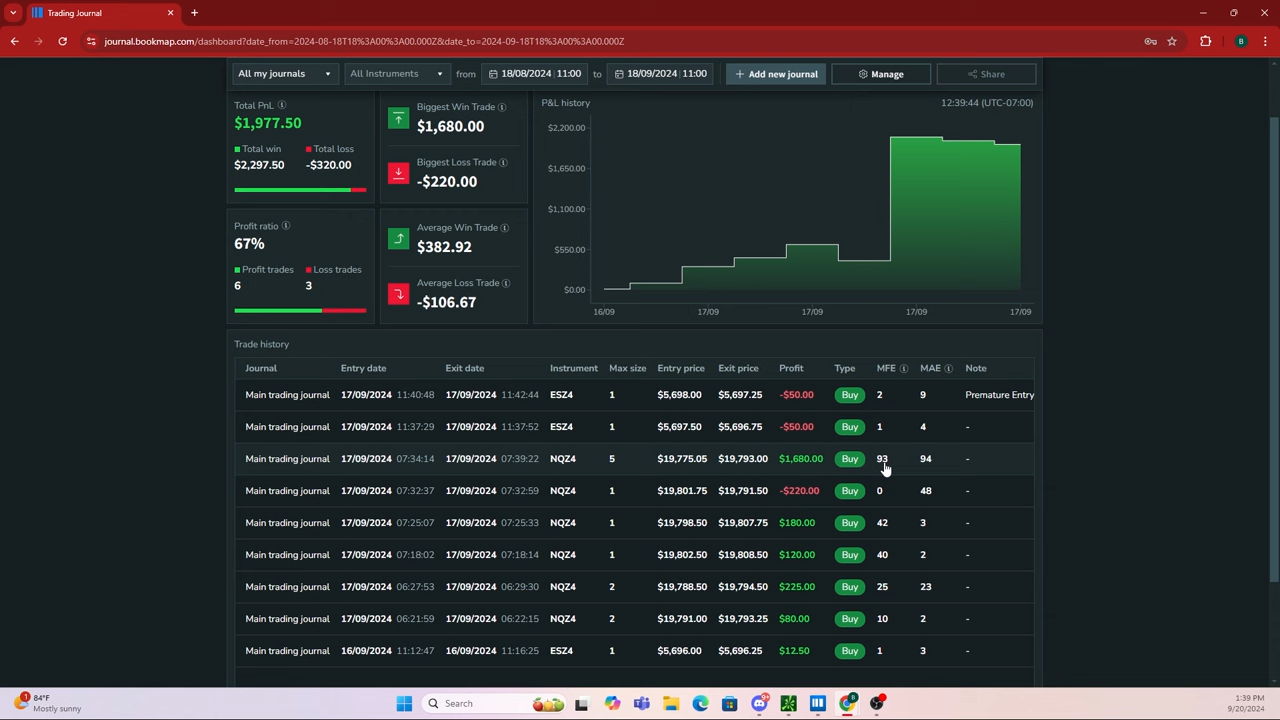 Trading Journal
journal.bookmap.com/dashboard?date_from=2024-08-18T18%3A00%3A00.000Z&date_to=2024-09-18T18%3A00%3A00.000Z
B
All my journals
All Instruments
from
18/08/2024 11:00
to
18/09/2024 11:00
Add new journal
Manage
Share
Total PnL
$1,977.50
Total win Total loss
$2,297.50 -$320.00
Biggest Win Trade
$1,680.00
Biggest Loss Trade
-$220.00
Profit ratio
67%
Profit trades Loss trades
6 3
Average Win Trade
$382.92
Average Loss Trade
-$106.67
P&L history
12:39:44 (UTC-07:00)
$2,200.00
$1,650.00
$1,100.00
$550.00
$0.00
16/09 17/09 17/09 17/09 17/09
Trade history
Journal Entry date Exit date Instrument Max size Entry price Exit price Profit Type MFE MAE Note
Main trading journal 17/09/2024 11:40:48 17/09/2024 11:42:44 ESZ4 1 $5,698.00 $5,697.25 -$50.00 Buy 2 9 Premature Entry
Main trading journal 17/09/2024 11:37:29 17/09/2024 11:37:52 ESZ4 1 $5,697.50 $5,696.75 -$50.00 Buy 1 4 -
Main trading journal 17/09/2024 07:34:14 17/09/2024 07:39:22 NQZ4 5 $19,775.05 $19,793.00 $1,680.00 Buy 93 94 -
Main trading journal 17/09/2024 07:32:37 17/09/2024 07:32:59 NQZ4 1 $19,801.75 $19,791.50 -$220.00 Buy 0 48 -
Main trading journal 17/09/2024 07:25:07 17/09/2024 07:25:33 NQZ4 1 $19,798.50 $19,807.75 $180.00 Buy 42 3 -
Main trading journal 17/09/2024 07:18:02 17/09/2024 07:18:14 NQZ4 1 $19,802.50 $19,808.50 $120.00 Buy 40 2 -
Main trading journal 17/09/2024 06:27:53 17/09/2024 06:29:30 NQZ4 2 $19,788.50 $19,794.50 $225.00 Buy 25 23 -
Main trading journal 17/09/2024 06:21:59 17/09/2024 06:22:15 NQZ4 2 $19,791.00 $19,793.25 $80.00 Buy 10 2 -
Main trading journal 16/09/2024 11:12:47 16/09/2024 11:16:25 ESZ4 1 $5,696.00 $5,696.25 $12.50 Buy 1 3 -
84°F
Mostly sunny
Search
1:39 PM
9/20/2024